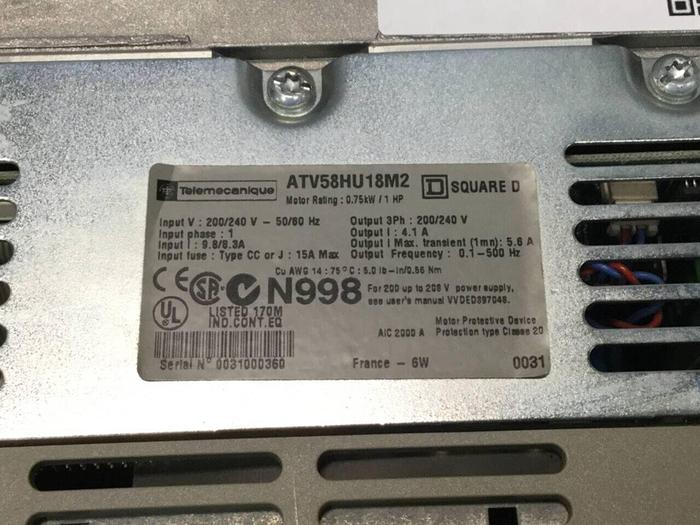 Telemecanique ATV58HU18M2 SQUARE D
Motor Rating : 0.75kW / 1 HP
Input V : 200/240 V - 50/60 Hz Output 3Ph : 200/240 V
Input phase : 1 Output I : 4.1 A
Input I : 9.8/8.3A Output I Max. transient (1mn) : 5.6 A
Input fuse : Type CC or J : 15A Max Output Frequency : 0.1-500 Hz
Cu AWG 14 : 75°C : 5.0 lb-in/0.56 Nm
CE SA N998 For 200 up to 208 V power supply,
see user's manual VVDED397048.
UL LISTED 170M Motor Protective Device
IND.CONT.EQ AIC 2000 A Protection type Classe 20
Serial N° 0031000360 France - 6W 0031